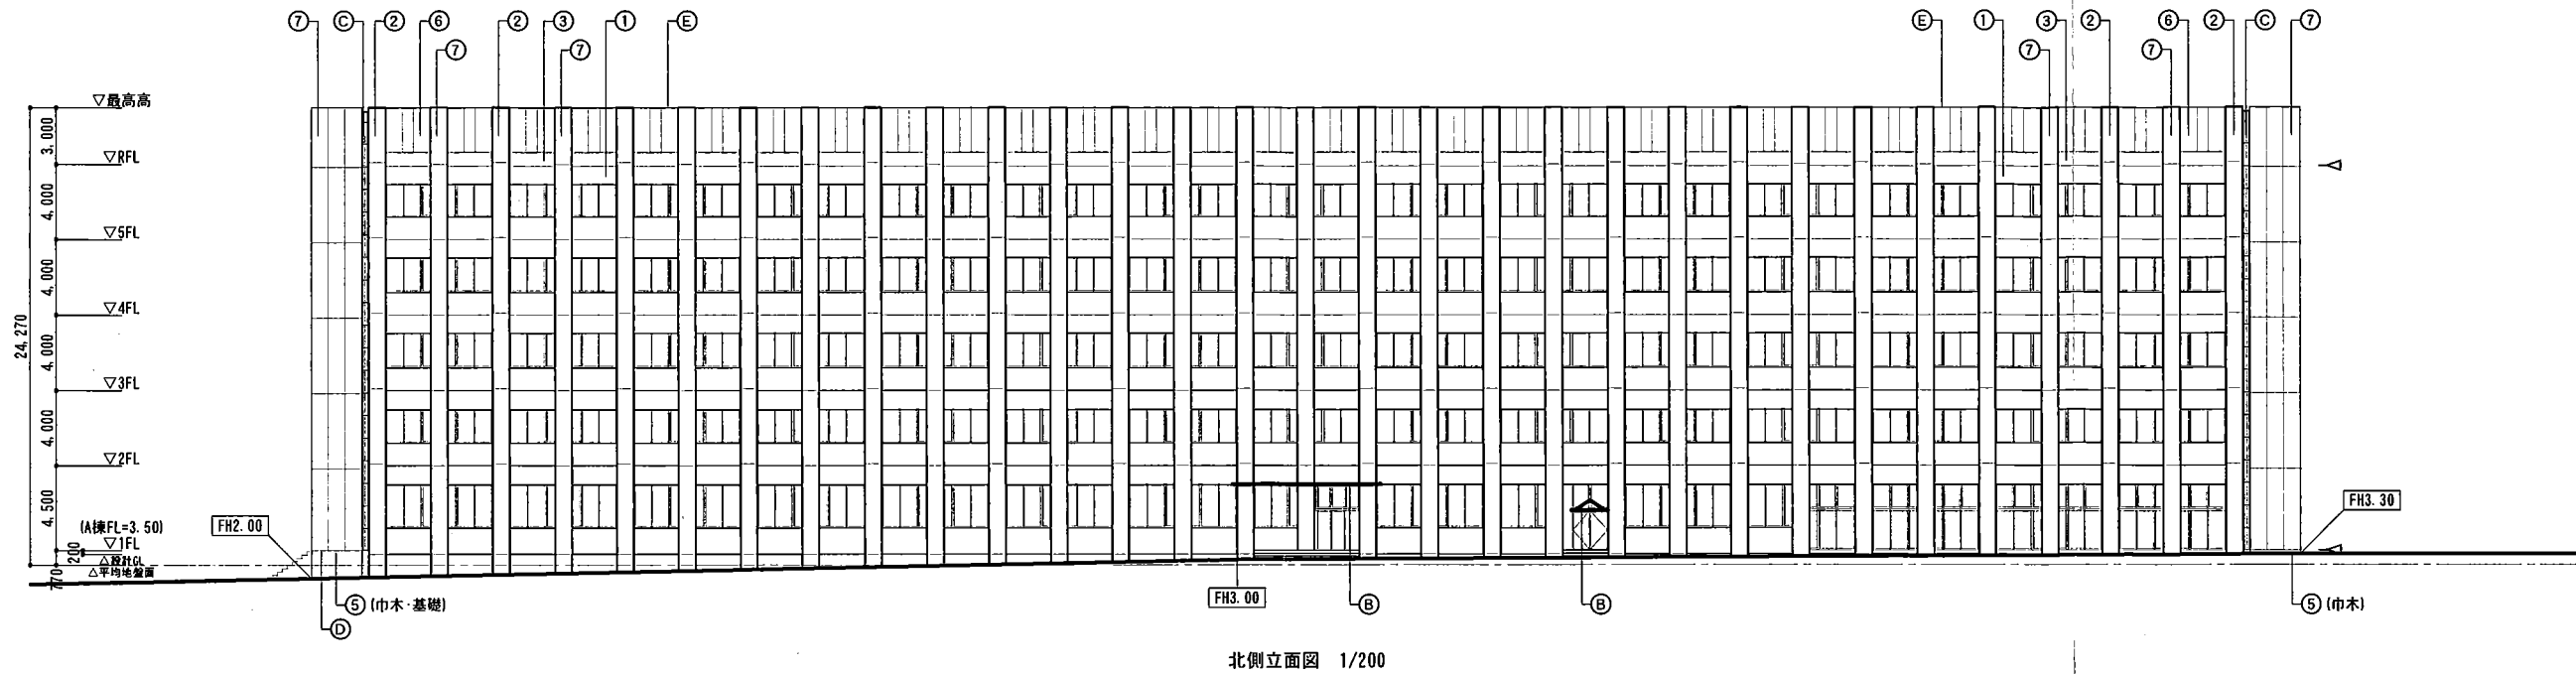 ⑦ Ⓒ ② ⑥ ② ③ ① Ⓔ
⑦ ⑦
Ⓔ ① ③ ② ⑥ ② Ⓒ ⑦
⑦ ⑦
▽最高高
3,000
▽RFL
4,000
▽5FL
4,000
▽4FL
24,270
4,000
▽3FL
4,000
▽2FL
4,500
(A棟FL=3.50)
▽1FL
200
△設計GL
△平均地盤面
770
FH2.00
⑤ (巾木・基礎)
Ⓓ
FH3.00
Ⓑ
Ⓑ
FH3.30
⑤ (巾木)
北側立面図 1/200